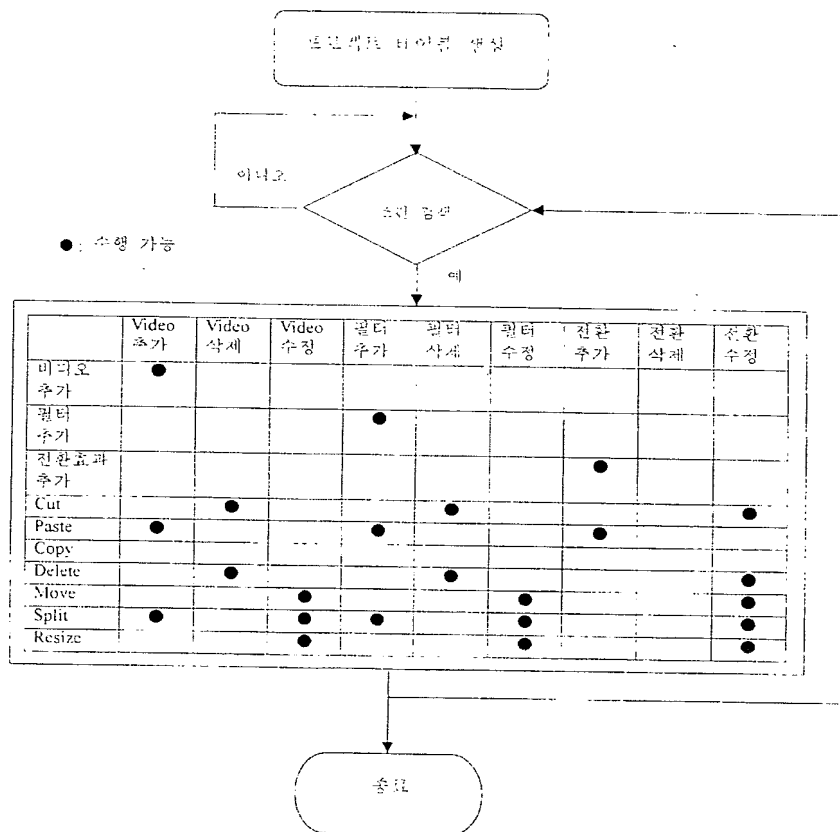 프로젝트 테이블 생성
아니오
조건 검색
● : 수행 가능
예
Video 추가
Video 삭제
Video 수정
필터 추가
필터 삭제
필터 수정
전환 추가
전환 삭제
전환 수정
비디오 추가
필터 추가
전환효과 추가
Cut
Paste
Copy
Delete
Move
Split
Resize
종료